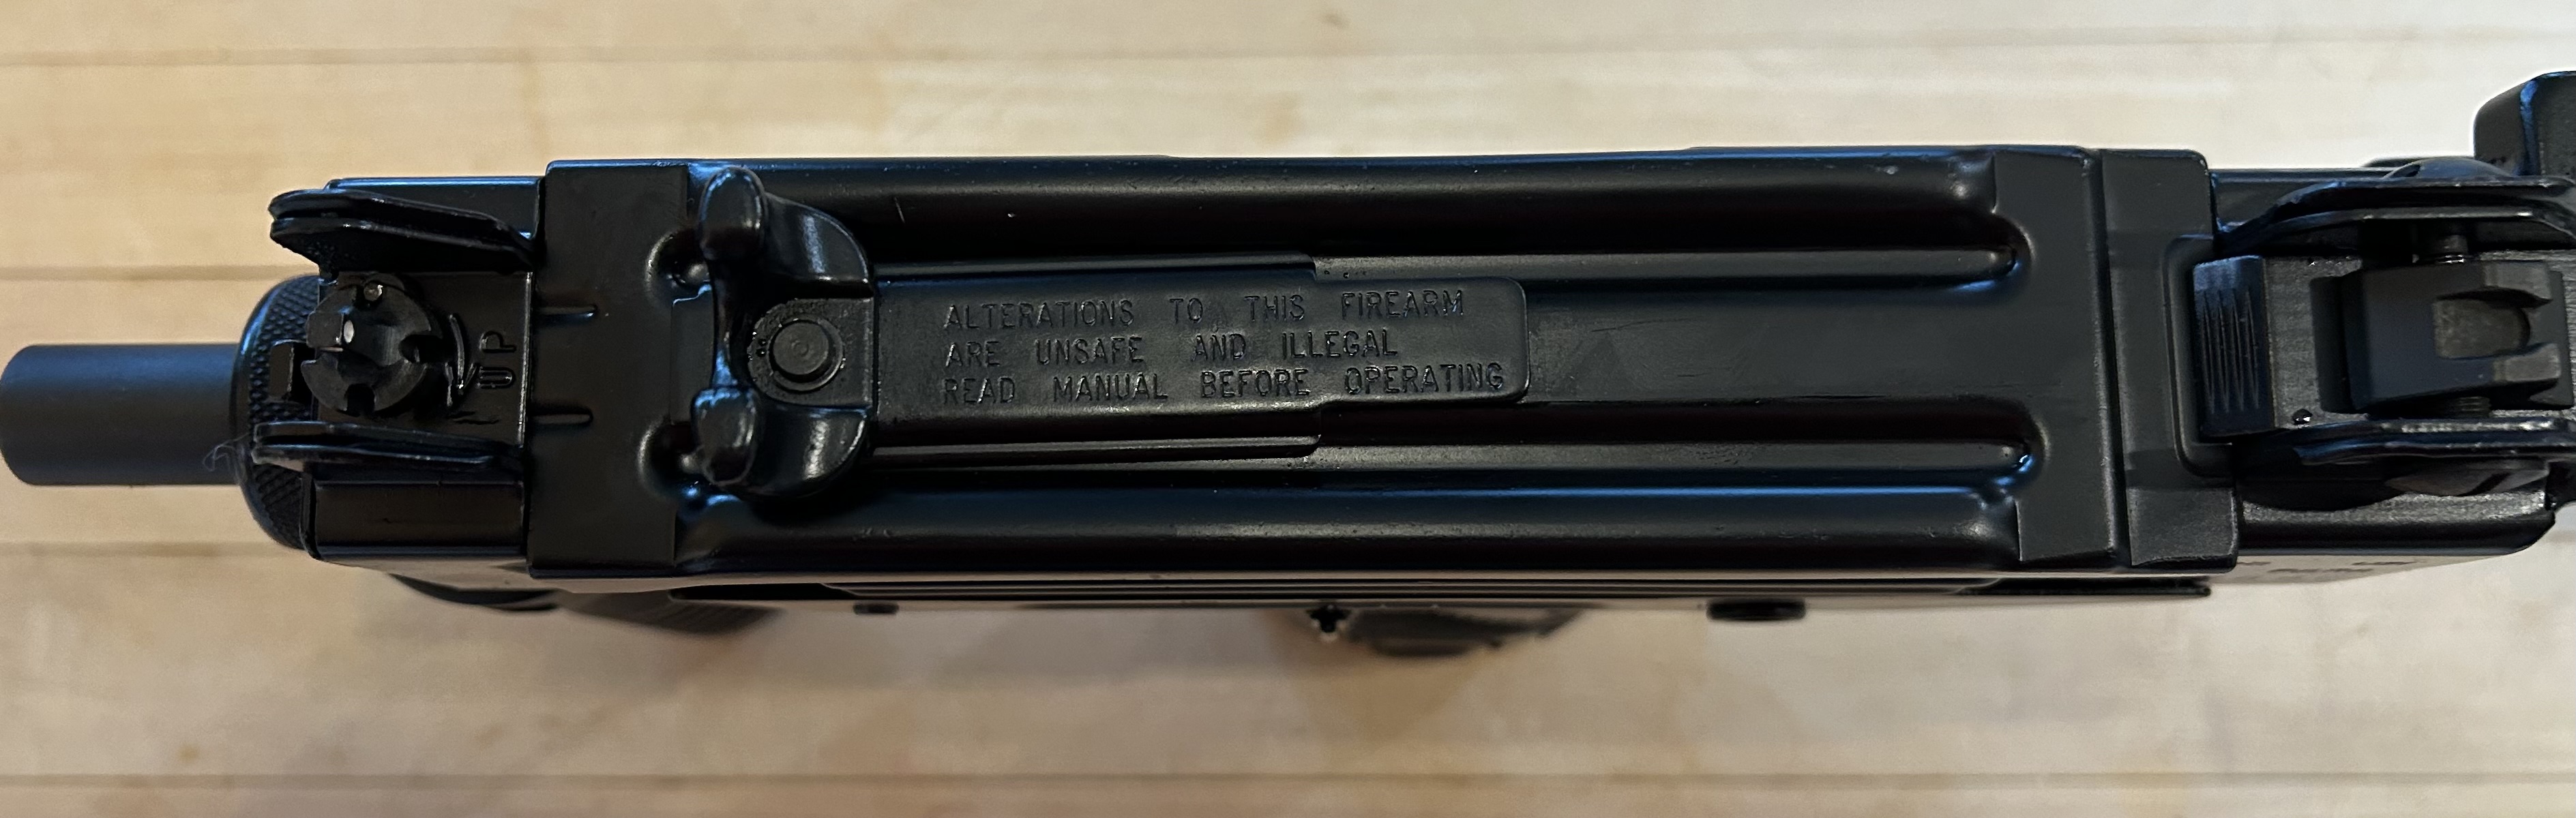 ALTERATIONS TO THIS FIREARM
ARE UNSAFE AND ILLEGAL
READ MANUAL BEFORE OPERATING
UP